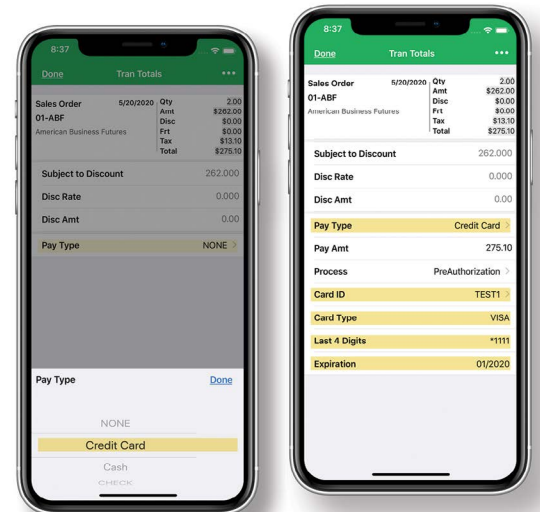 8:37
Done Tran Totals •••
Sales Order 5/20/2020 Qty 2.00
01-ABF Amt $262.00
Disc $0.00
American Business Futures Frt $0.00
Tax $13.10
Total $275.10
Subject to Discount 262.000
Disc Rate 0.000
Disc Amt 0.00
Pay Type NONE >
Pay Type Done
NONE
Credit Card
Cash
CHECK
8:37
Done Tran Totals •••
Sales Order 5/20/2020 Qty 2.00
01-ABF Amt $262.00
Disc $0.00
American Business Futures Frt $0.00
Tax $13.10
Total $275.10
Subject to Discount 262.000
Disc Rate 0.000
Disc Amt 0.00
Pay Type Credit Card >
Pay Amt 275.10
Process PreAuthorization >
Card ID TEST1 >
Card Type VISA
Last 4 Digits *1111
Expiration 01/2020